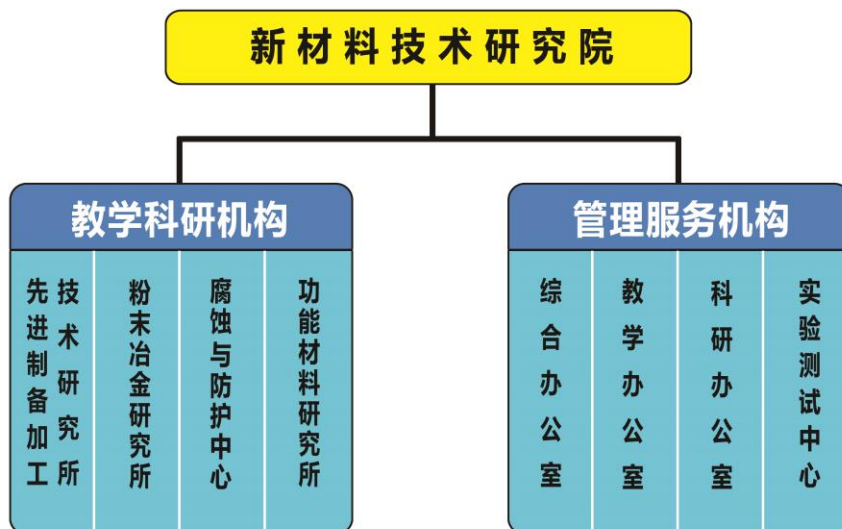 新材料技术研究院
教学科研机构
先进制备加工
技术研究所
粉末冶金研究所
腐蚀与防护中心
功能材料研究所
管理服务机构
综合办公室
教学办公室
科研办公室
实验测试中心